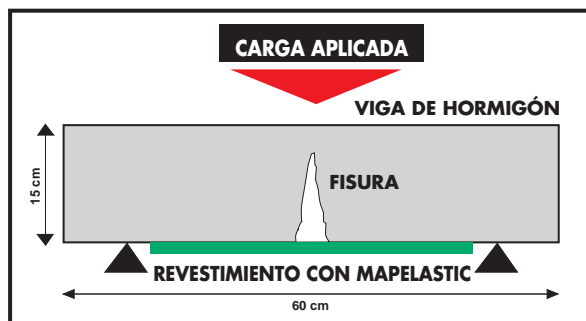 CARGA APLICADA
VIGA DE HORMIGÓN
15 cm
FISURA
REVESTIMIENTO CON MAPELASTIC
60 cm